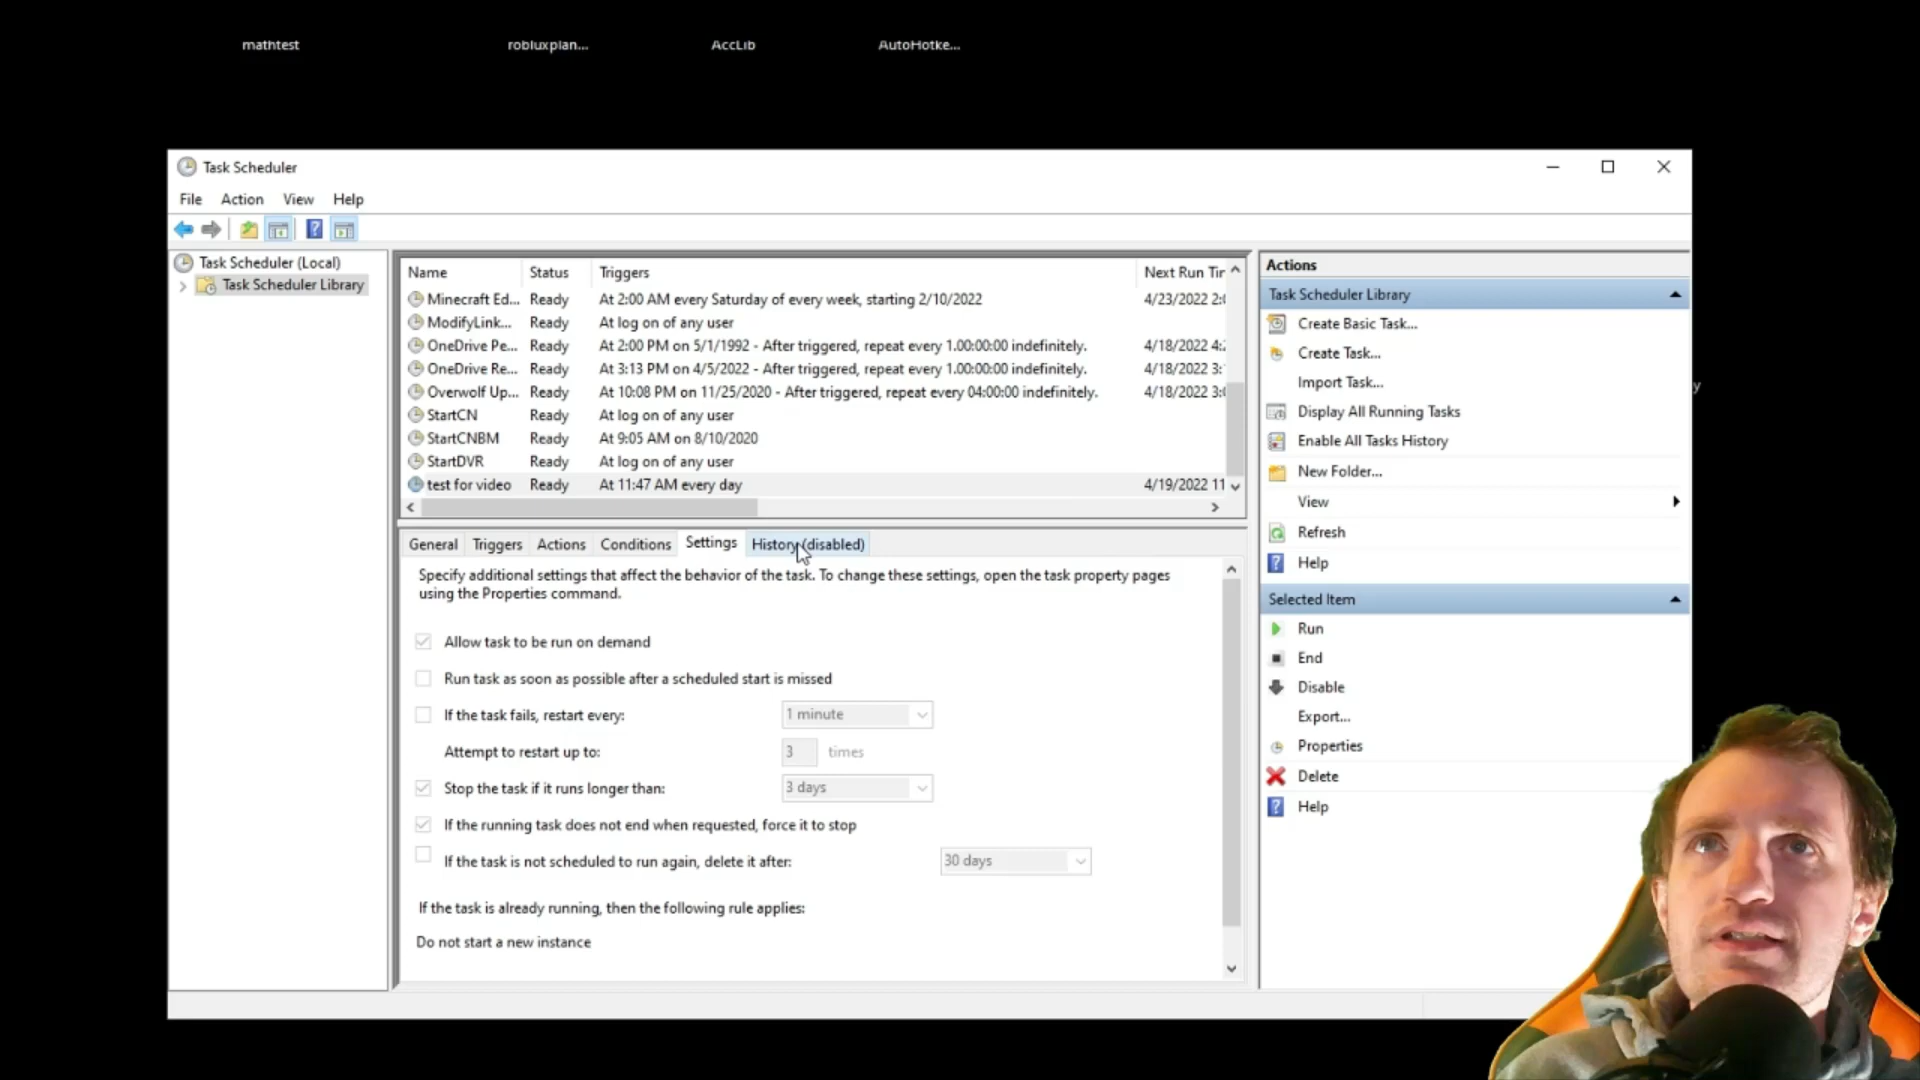 mathtest robluxplan... AccLib AutoHotke...
Task Scheduler
File Action View Help
Task Scheduler (Local)
Task Scheduler Library
Name Status Triggers Next Run Tir
Minecraft Ed... Ready At 2:00 AM every Saturday of every week, starting 2/10/2022 4/23/2022 2:0
ModifyLink... Ready At log on of any user
OneDrive Pe... Ready At 2:00 PM on 5/1/1992 - After triggered, repeat every 1.00:00:00 indefinitely. 4/18/2022 4:
OneDrive Re... Ready At 3:13 PM on 4/5/2022 - After triggered, repeat every 1.00:00:00 indefinitely. 4/18/2022 3:
Overwolf Up... Ready At 10:08 PM on 11/25/2020 - After triggered, repeat every 04:00:00 indefinitely. 4/18/2022 3:0
StartCN Ready At log on of any user
StartCNBM Ready At 9:05 AM on 8/10/2020
StartDVR Ready At log on of any user
test for video Ready At 11:47 AM every day 4/19/2022 11
General Triggers Actions Conditions Settings History (disabled)
Specify additional settings that affect the behavior of the task. To change these settings, open the task property pages
using the Properties command.
Allow task to be run on demand
Run task as soon as possible after a scheduled start is missed
If the task fails, restart every: 1 minute
Attempt to restart up to: 3 times
Stop the task if it runs longer than: 3 days
If the running task does not end when requested, force it to stop
If the task is not scheduled to run again, delete it after: 30 days
If the task is already running, then the following rule applies:
Do not start a new instance
Actions
Task Scheduler Library
Create Basic Task...
Create Task...
Import Task...
Display All Running Tasks
Enable All Tasks History
New Folder...
View
Refresh
Help
Selected Item
Run
End
Disable
Export...
Properties
Delete
Help
y